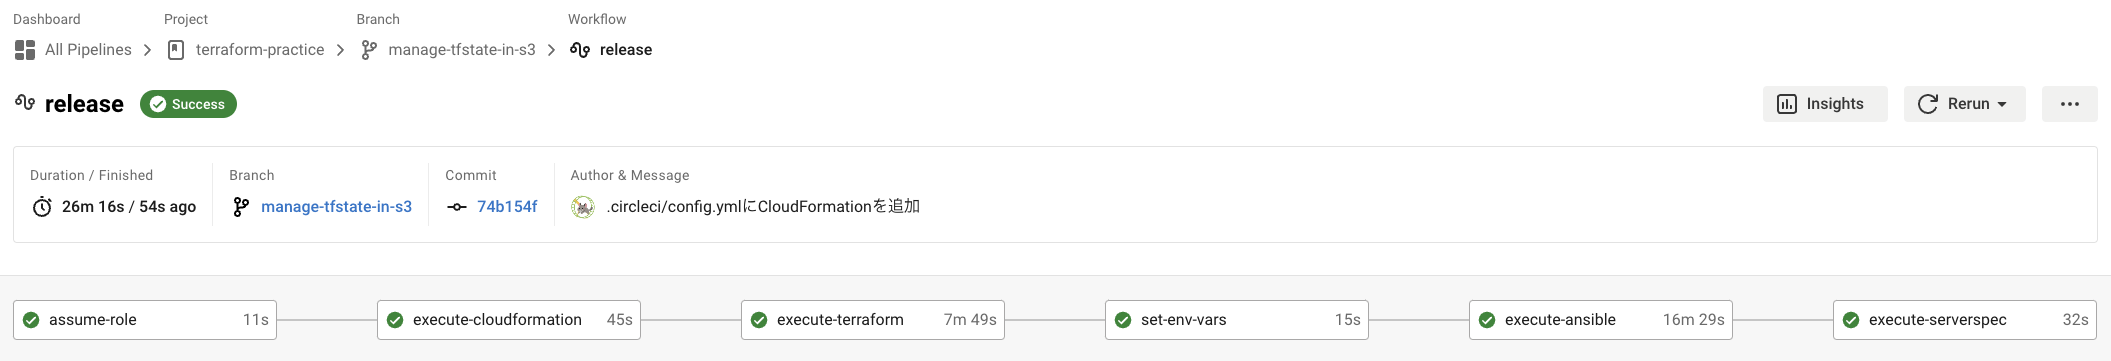 Dashboard Project Branch Workflow
All Pipelines terraform-practice manage-tfstate-in-s3 release
release Success Insights Rerun
Duration / Finished Branch Commit Author & Message
26m 16s / 54s ago manage-tfstate-in-s3 74b154f .circleci/config.ymlにCloudFormationを追加
assume-role 11s execute-cloudformation 45s execute-terraform 7m 49s set-env-vars 15s execute-ansible 16m 29s execute-serverspec 32s